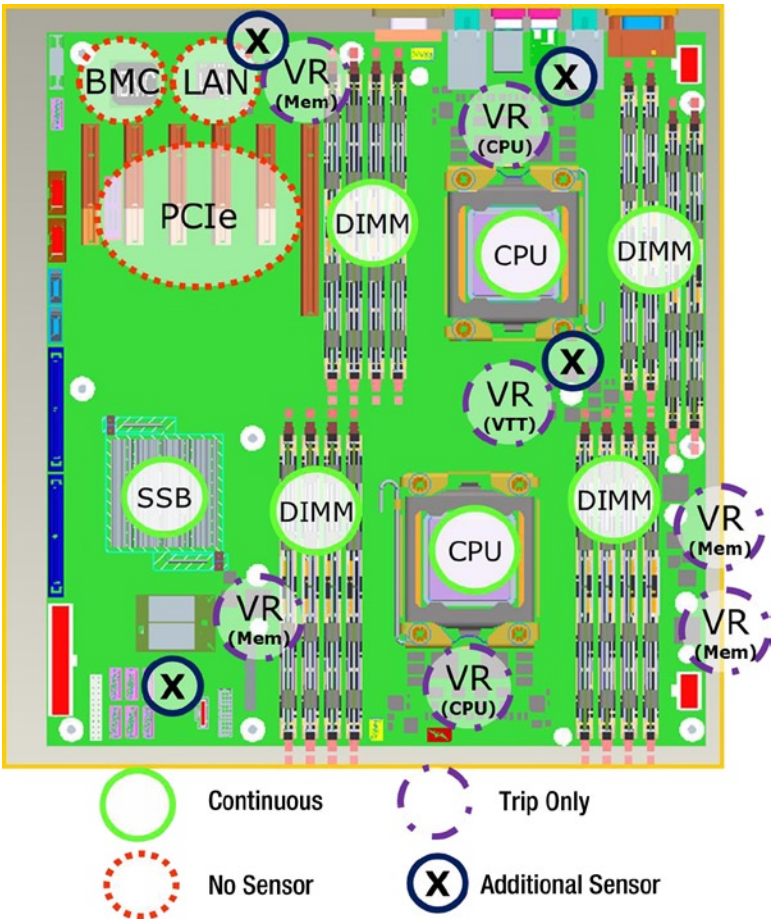 X
BMC
LAN
VR
(Mem)
X
VR
(CPU)
PCIe
DIMM
CPU
DIMM
X
VR
(VTT)
SSB
DIMM
CPU
DIMM
VR
(Mem)
VR
(Mem)
VR
(Mem)
X
VR
(CPU)
Continuous
Trip Only
No Sensor
X
Additional Sensor